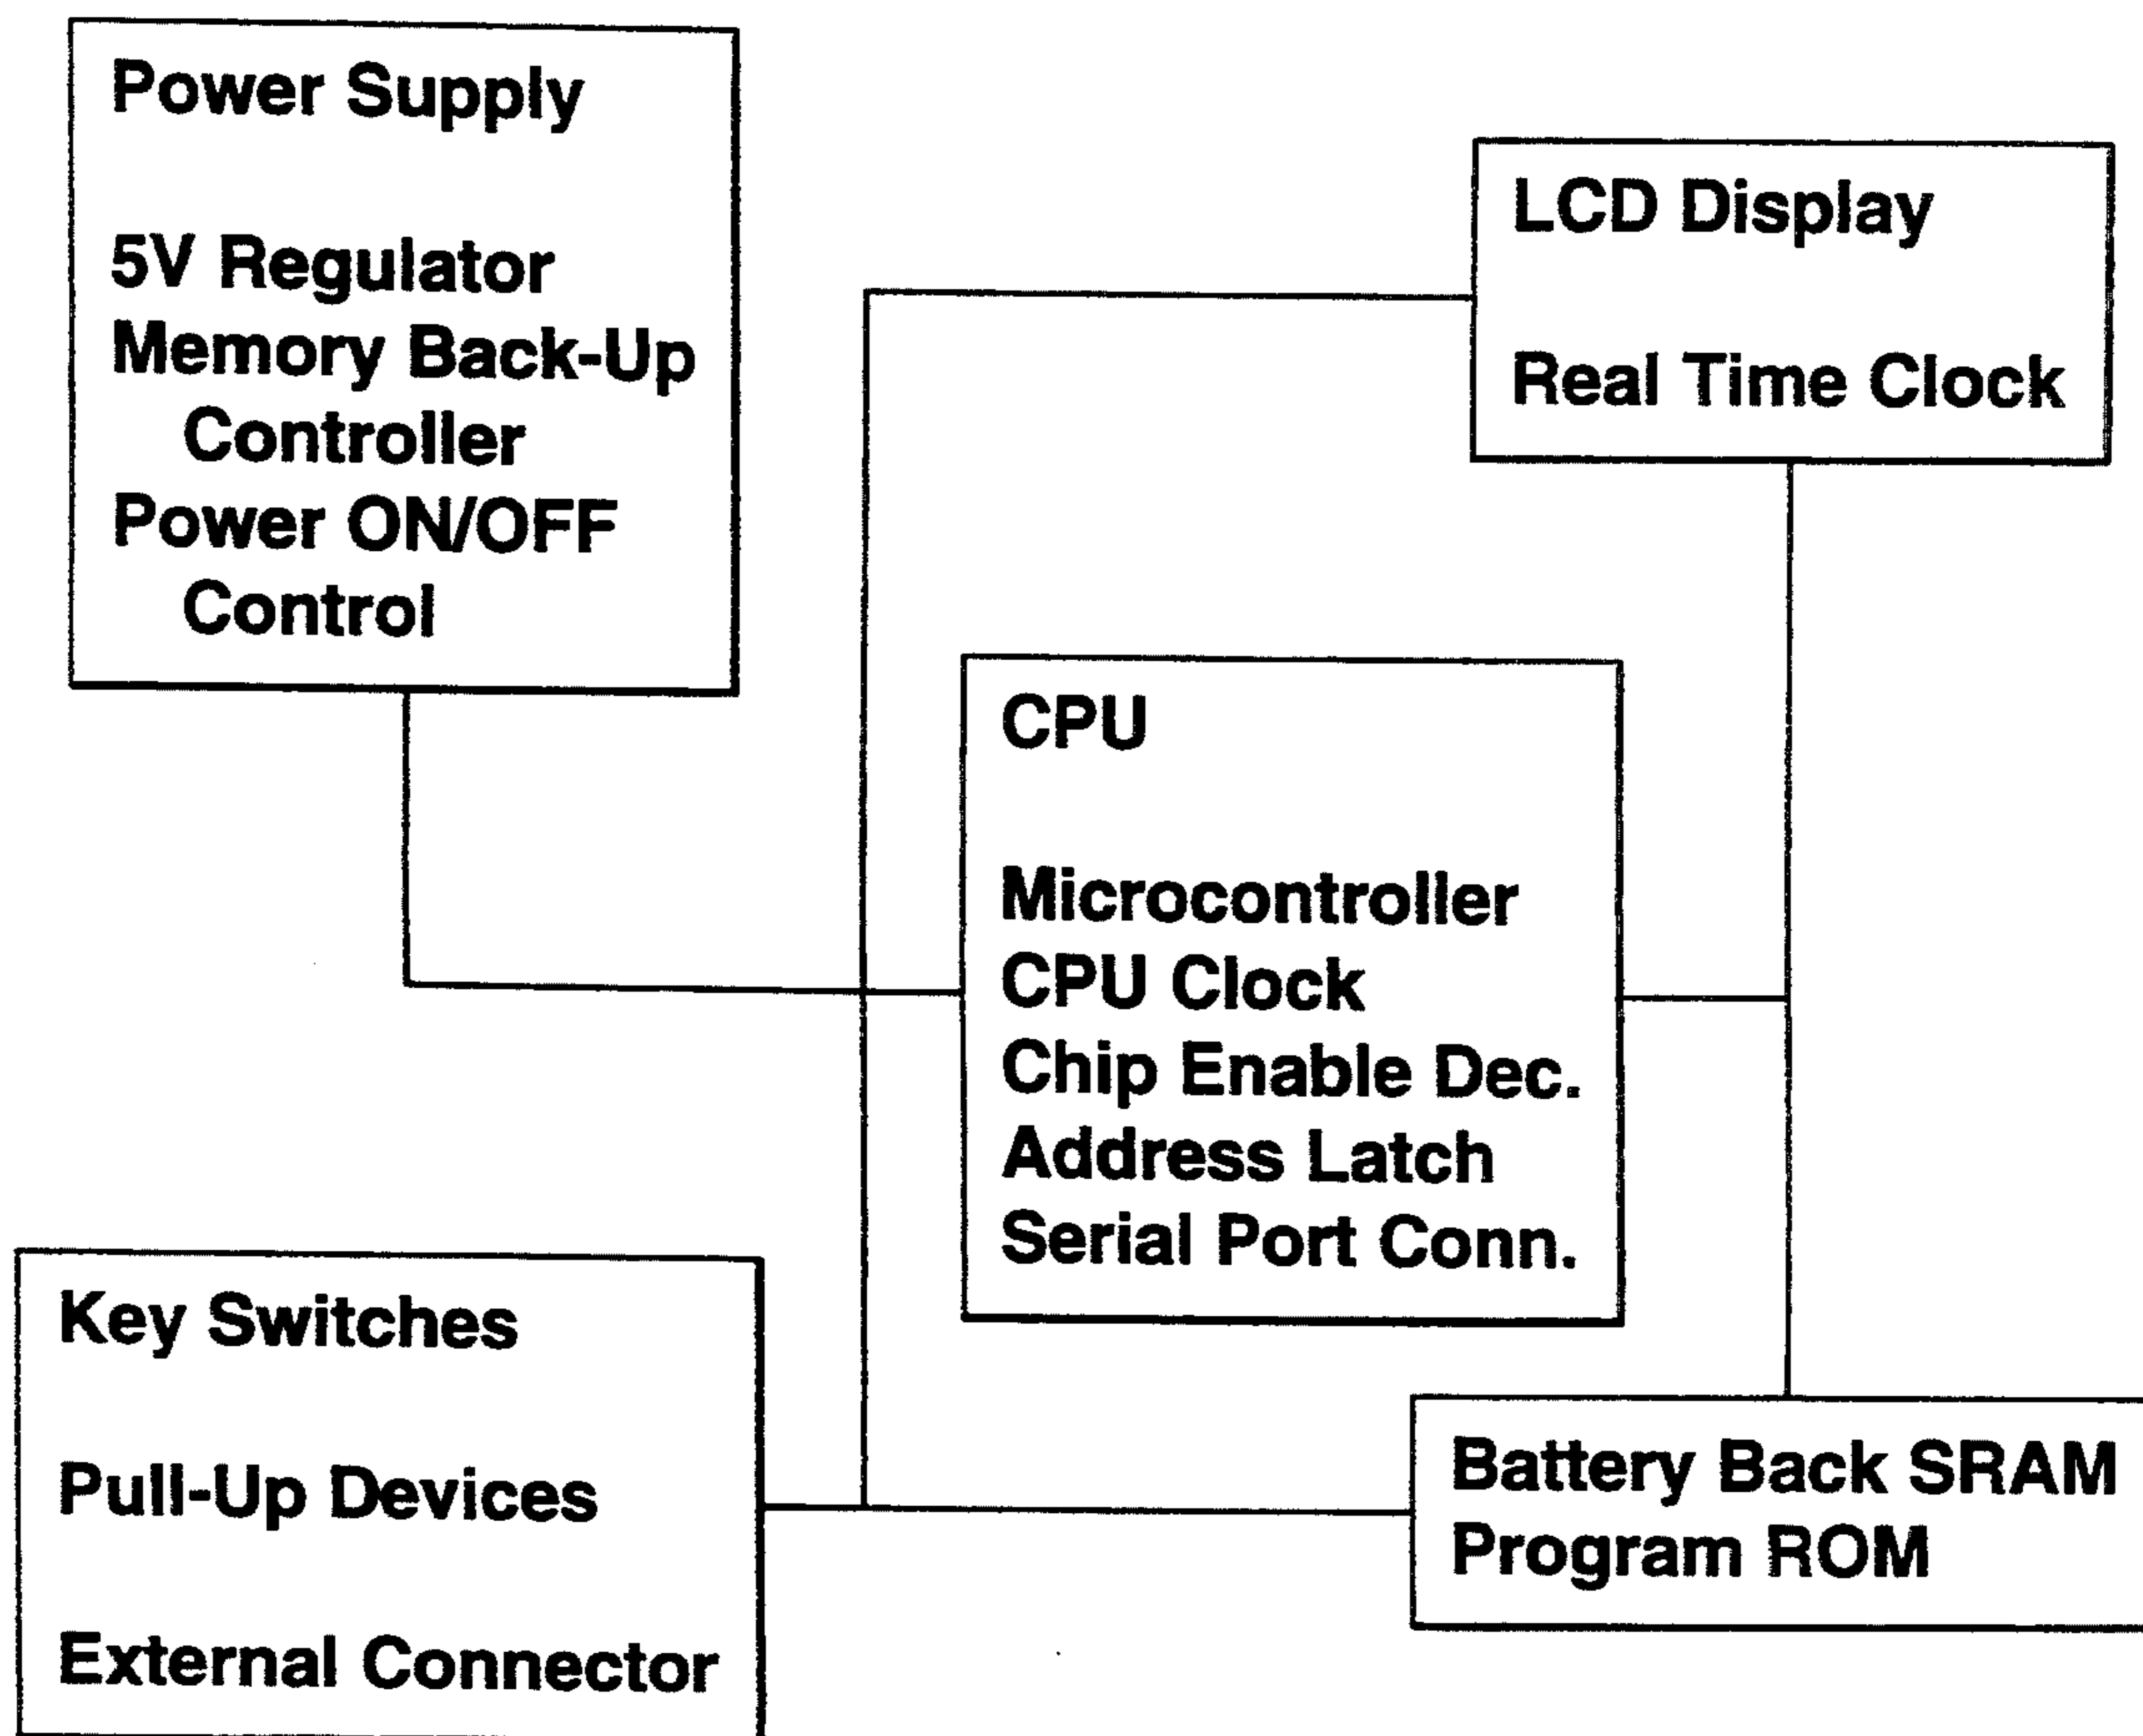 Power Supply
5V Regulator
Memory Back-Up
Controller
Power ON/OFF
Control
LCD Display
Real Time Clock
CPU
Microcontroller
CPU Clock
Chip Enable Dec.
Address Latch
Serial Port Conn.
Key Switches
Pull-Up Devices
External Connector
Battery Back SRAM
Program ROM